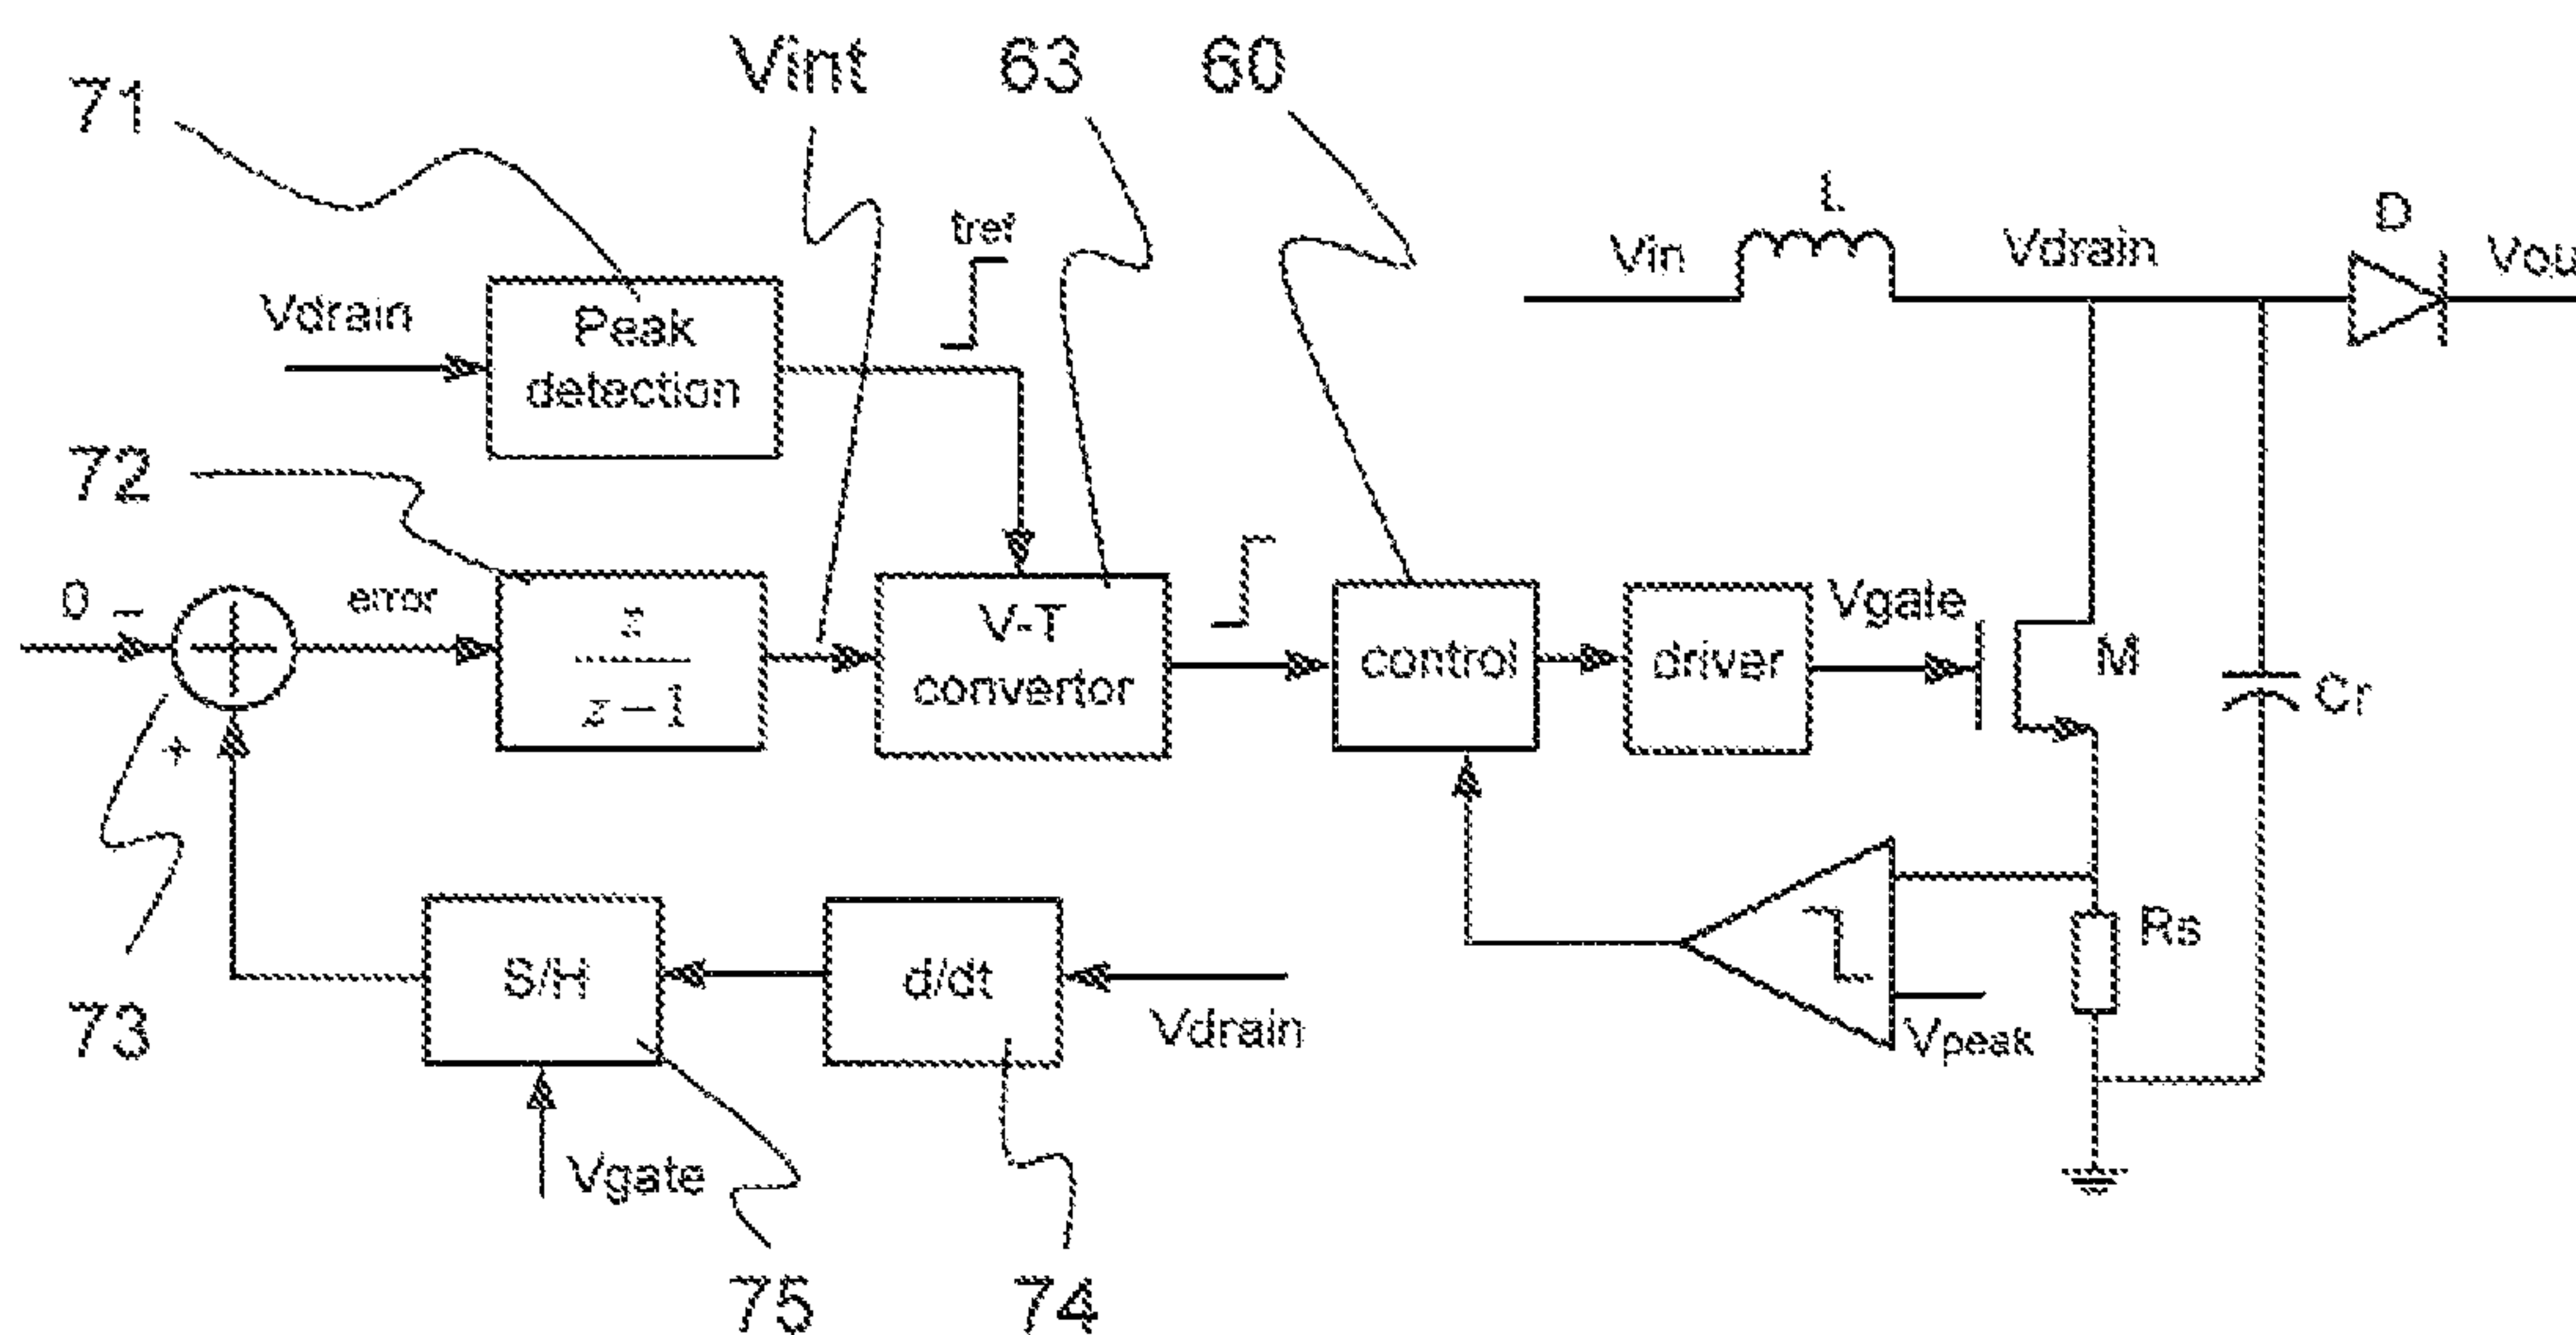 71
Vint
63
60
tref
L
D
Vin
Vdrain
Vou
Vdrain
Peak
detection
72
0
–
error
z
z – 1
V-T
convertor
control
driver
Vgate
M
Cr
+
73
S/H
d/dt
Vdrain
Vpeak
Rs
Vgate
75
74